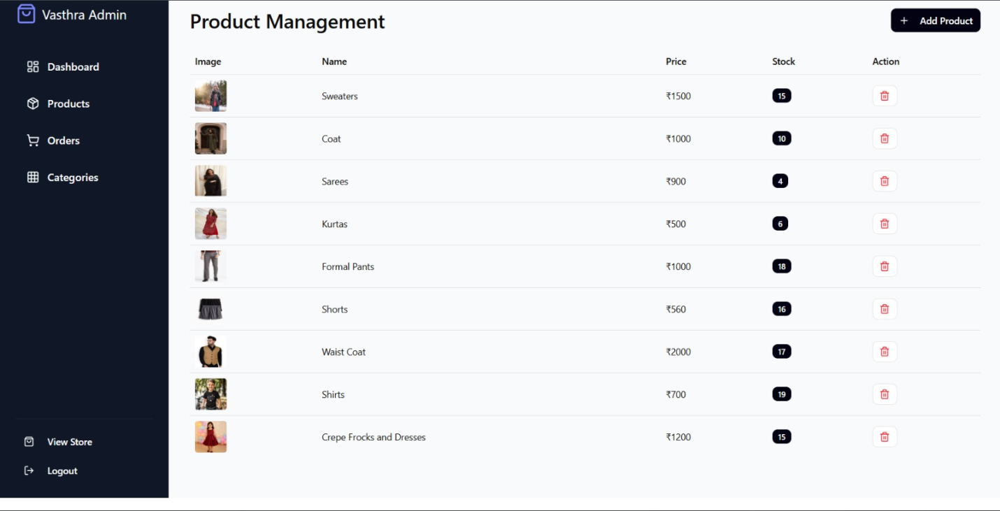 Vasthra Admin
Dashboard
Products
Orders
Categories
View Store
Logout
Product Management
+ Add Product
Image Name Price Stock Action
Sweaters ₹1500 15
Coat ₹1000 10
Sarees ₹900 4
Kurtas ₹500 6
Formal Pants ₹1000 18
Shorts ₹560 16
Waist Coat ₹2000 17
Shirts ₹700 19
Crepe Frocks and Dresses ₹1200 15